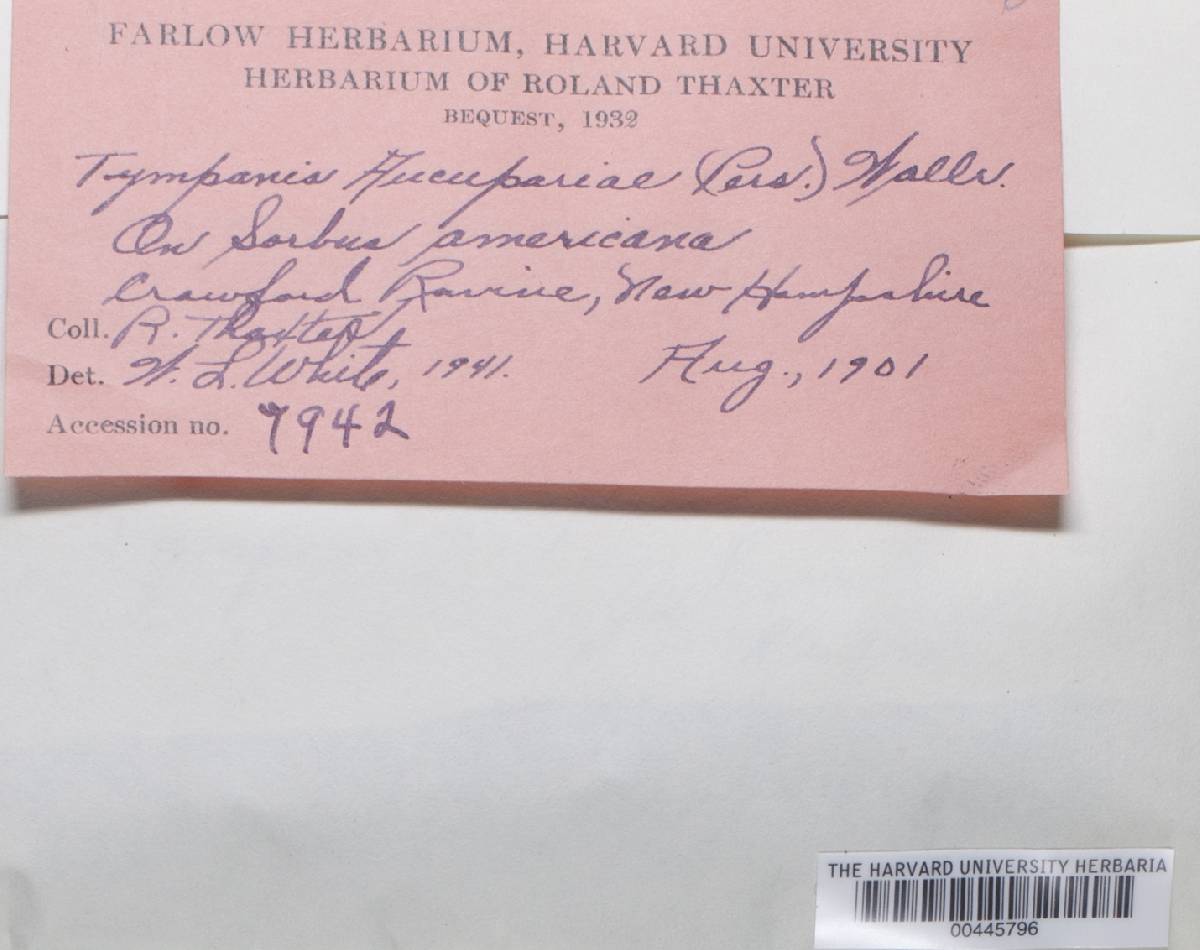 FARLOW HERBARIUM, HARVARD UNIVERSITY
HERBARIUM OF ROLAND THAXTER
BEQUEST, 1932
Tympanis Aucupariae (Pers.) Wallr.
On Sorbus americana
Crawford Ravine, New Hampshire
Coll. R. Thaxter,
Det. W. L. White, 1941. Aug., 1901
Accession no. 7942
THE HARVARD UNIVERSITY HERBARIA
00445796